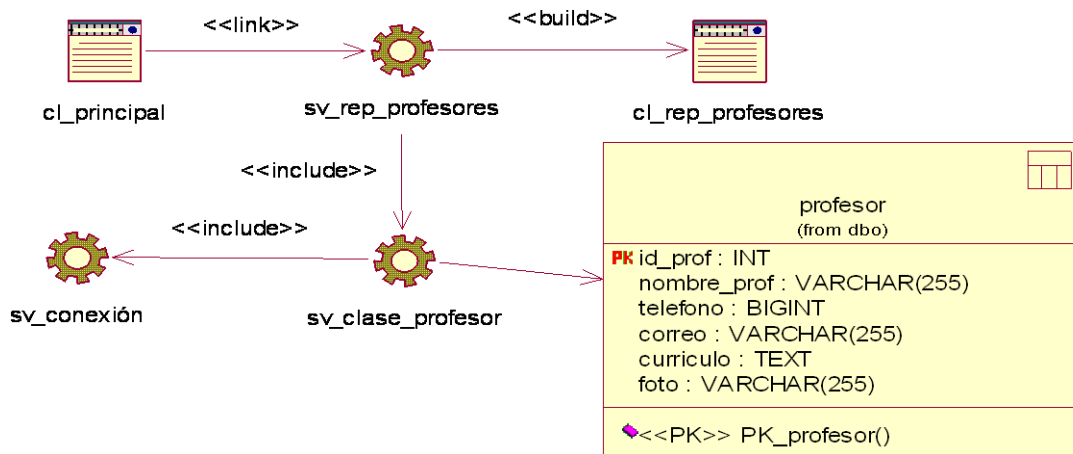 <<link>>
<<build>>
cl_principal
sv_rep_profesores
cl_rep_profesores
<<include>>
<<include>>
sv_conexión
sv_clase_profesor
profesor
(from dbo)
PK id_prof : INT
nombre_prof : VARCHAR(255)
telefono : BIGINT
correo : VARCHAR(255)
curriculo : TEXT
foto : VARCHAR(255)
<<PK>> PK_profesor()